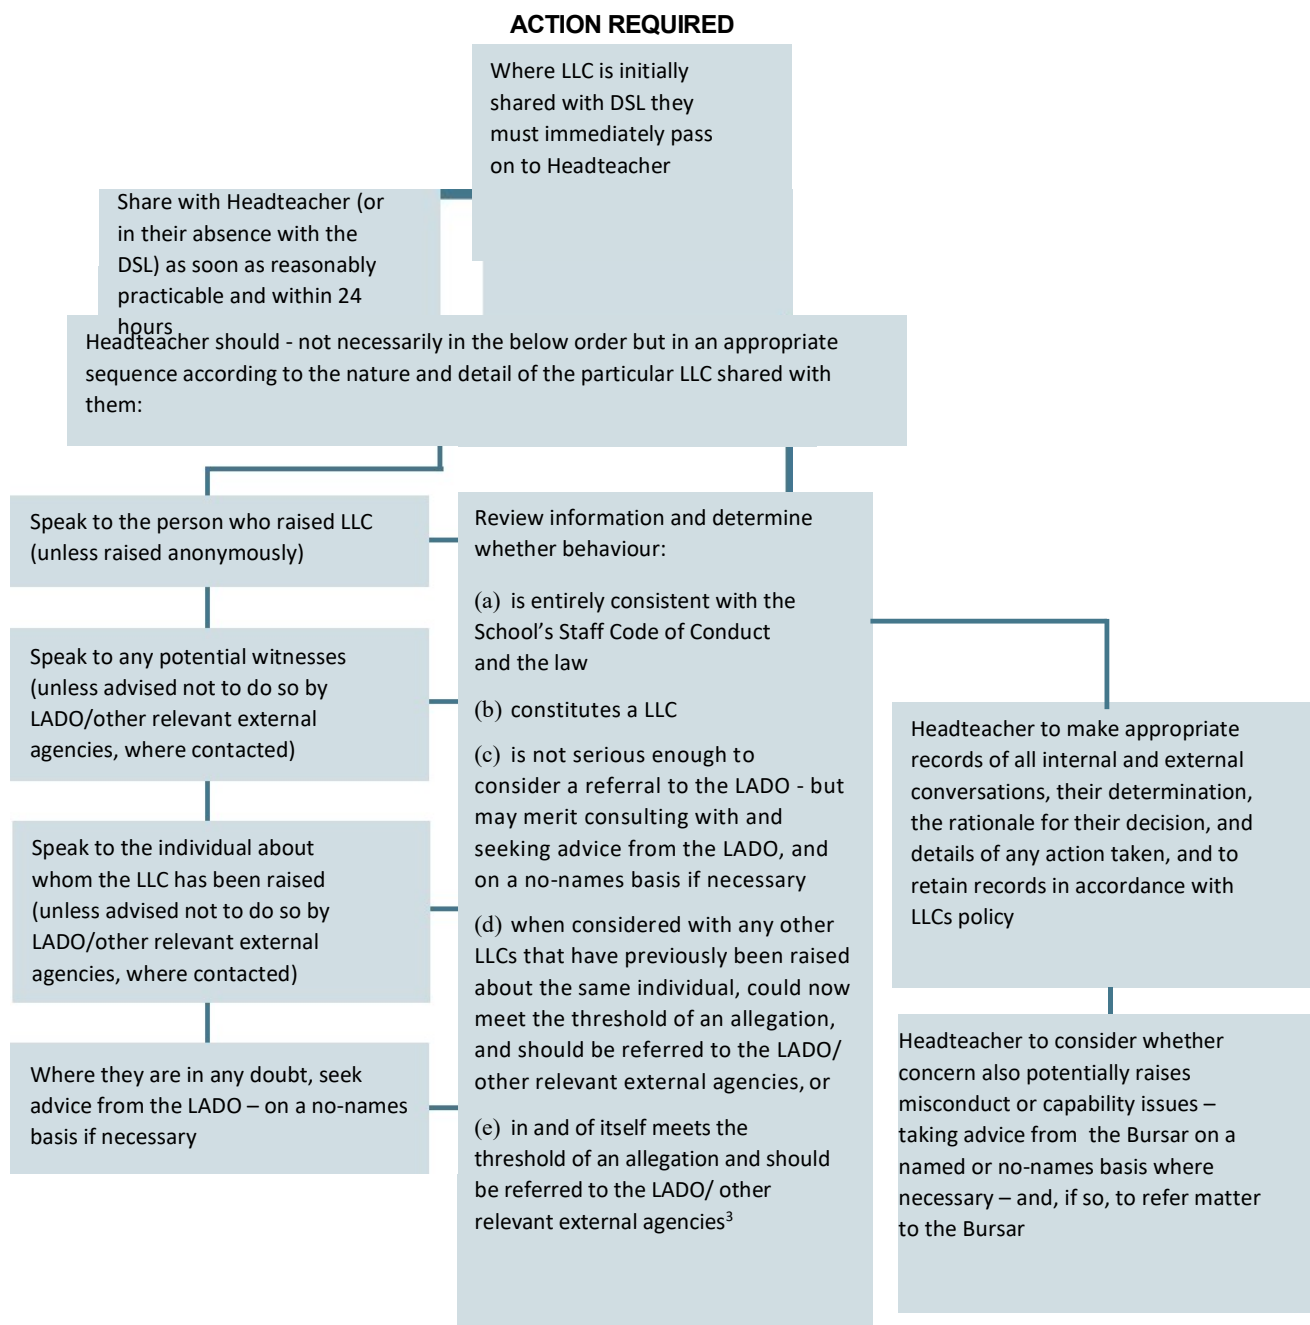 ACTION REQUIRED
Where LLC is initially
shared with DSL they
must immediately pass
on to Headteacher
Share with Headteacher (or
in their absence with the
DSL) as soon as reasonably
practicable and within 24
hours
Headteacher should - not necessarily in the below order but in an appropriate
sequence according to the nature and detail of the particular LLC shared with
them:
Speak to the person who raised LLC
(unless raised anonymously)
Speak to any potential witnesses
(unless advised not to do so by
LADO/other relevant external
agencies, where contacted)
Speak to the individual about
whom the LLC has been raised
(unless advised not to do so by
LADO/other relevant external
agencies, where contacted)
Where they are in any doubt, seek
advice from the LADO – on a no-names
basis if necessary
Review information and determine
whether behaviour:
(a) is entirely consistent with the
School’s Staff Code of Conduct
and the law
(b) constitutes a LLC
(c) is not serious enough to
consider a referral to the LADO - but
may merit consulting with and
seeking advice from the LADO, and
on a no-names basis if necessary
(d) when considered with any other
LLCs that have previously been raised
about the same individual, could now
meet the threshold of an allegation,
and should be referred to the LADO/
other relevant external agencies, or
(e) in and of itself meets the
threshold of an allegation and should
be referred to the LADO/ other
relevant external agencies³
Headteacher to make appropriate
records of all internal and external
conversations, their determination,
the rationale for their decision, and
details of any action taken, and to
retain records in accordance with
LLCs policy
Headteacher to consider whether
concern also potentially raises
misconduct or capability issues –
taking advice from the Bursar on a
named or no-names basis where
necessary – and, if so, to refer matter
to the Bursar